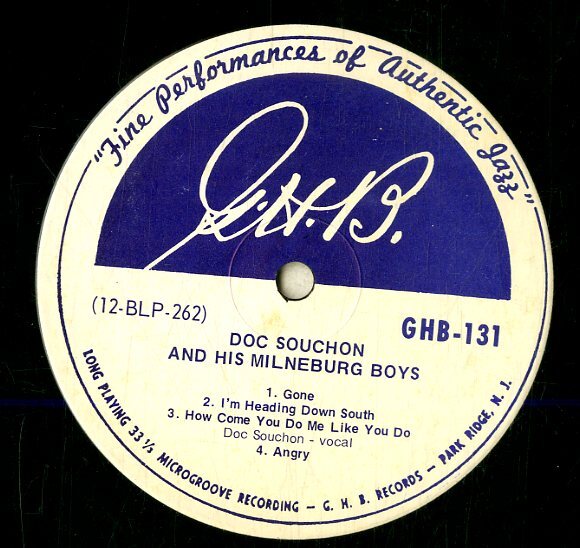 "Fine Performances of Authentic Jazz"
G.H.B.
(12-BLP-262)
GHB-131
DOC SOUCHON
AND HIS MILNEBURG BOYS
1. Gone
2. I'm Heading Down South
3. How Come You Do Me Like You Do
Doc Souchon - vocal
4. Angry
LONG PLAYING 33 1/3 MICROGROOVE RECORDING - G. H. B. RECORDS - PARK RIDGE, N. J.